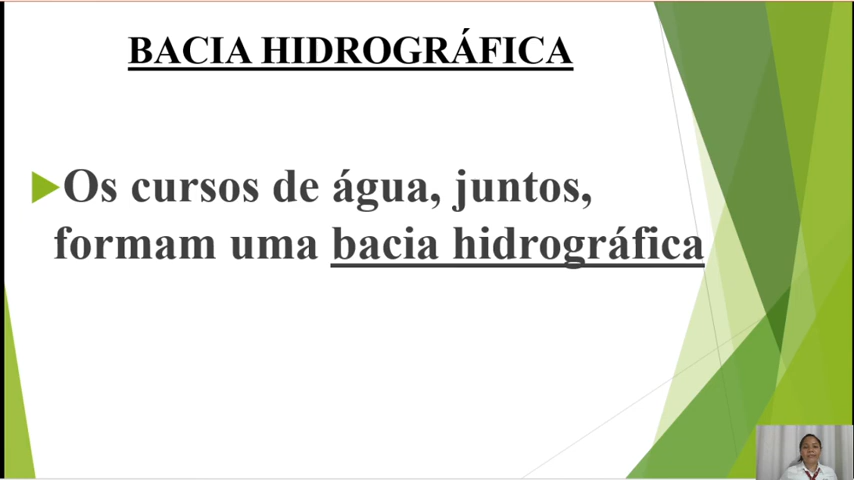 BACIA HIDROGRÁFICA
Os cursos de água, juntos,
formam uma bacia hidrográfica